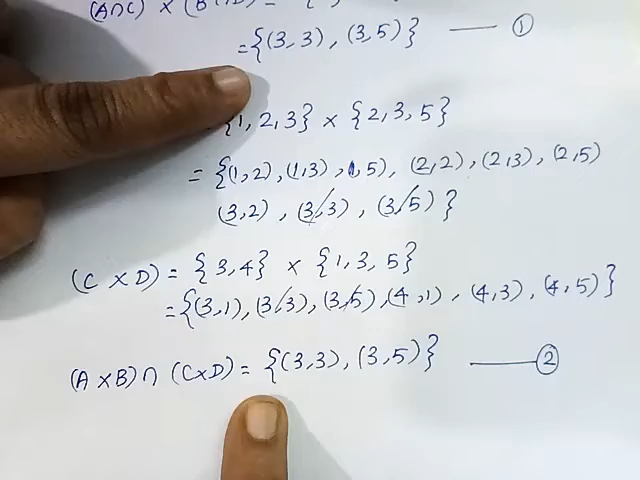 (A∩C) × (B∩D) = {
= {(3,3), (3,5)} —— ①
{1,2,3} × {2,3,5}
= {(1,2), (1,3), 1,5), (2,2), (2,3), (2,5)
(3,2), (3,3), (3,5)}
(C × D) = {3,4} × {1,3,5}
= {(3,1), (3,3), (3,5), (4,1), (4,3), (4,5)}
(A×B) ∩ (C×D) = {(3,3), (3,5)} —— ②